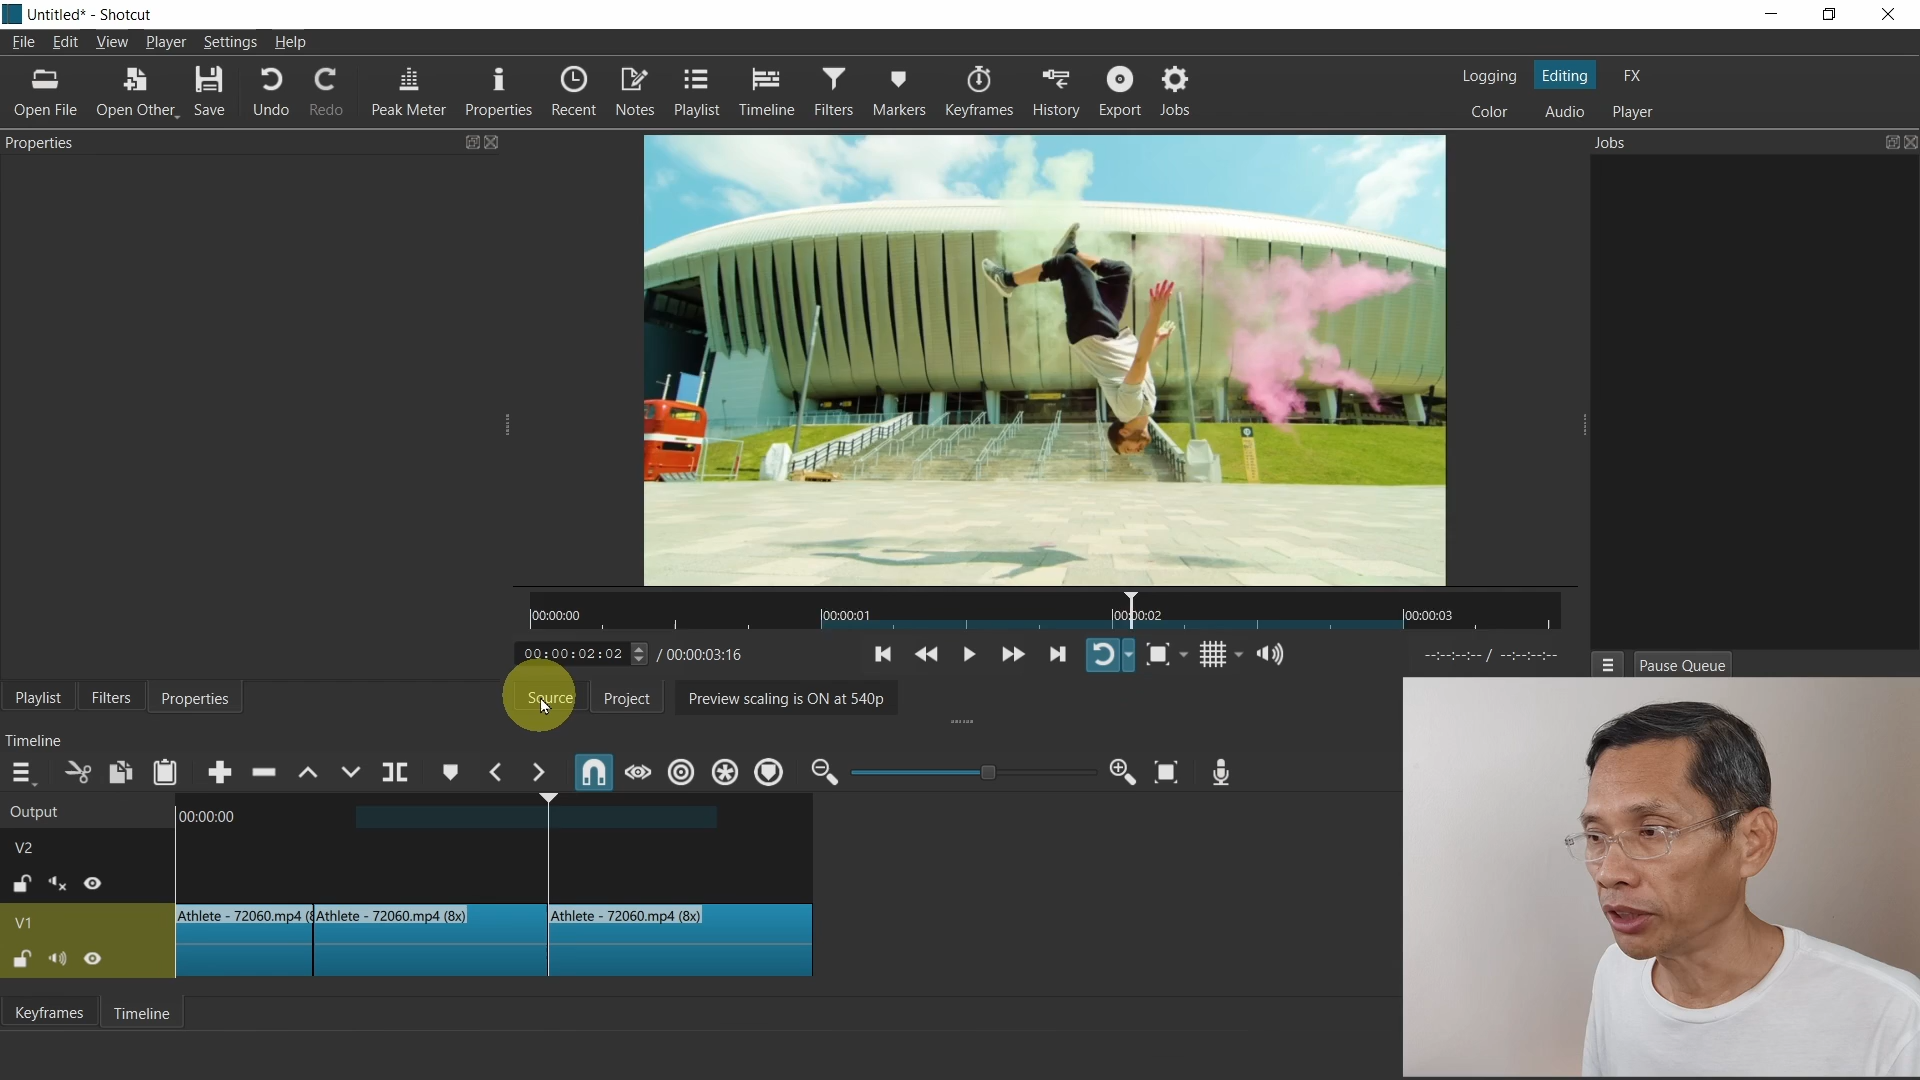 Untitled* - Shotcut
File Edit View Player Settings Help
Open File Open Other Save Undo Redo Peak Meter Properties Recent Notes Playlist Timeline Filters Markers Keyframes History Export Jobs
Logging Editing FX
Color Audio Player
Properties
Jobs
00:00:00 00:00:01 00:00:02 00:00:03
00:00:02:02 / 00:00:03:16
--:--:--:-- / --:--:--:--
Pause Queue
Playlist Filters Properties
Source Project Preview scaling is ON at 540p
Timeline
Output
00:00:00
V2
V1
Athlete - 72060.mp4 (8 Athlete - 72060.mp4 (8x) Athlete - 72060.mp4 (8x)
Keyframes Timeline